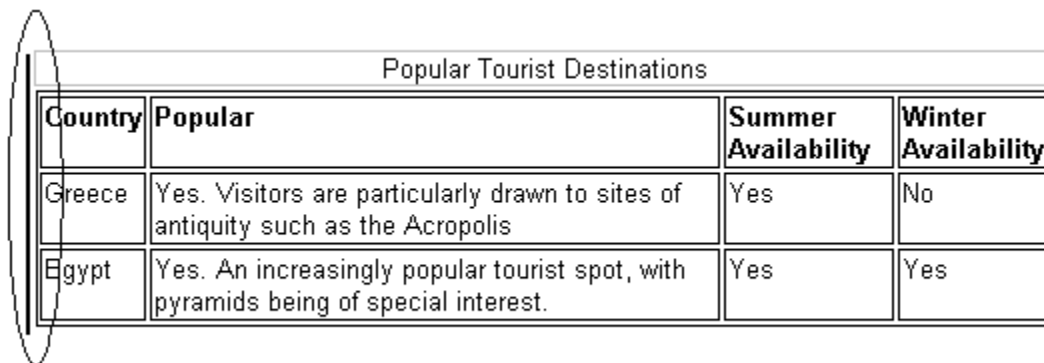 Popular Tourist Destinations
Country Popular Summer Availability Winter Availability
Greece Yes. Visitors are particularly drawn to sites of antiquity such as the Acropolis Yes No
Egypt Yes. An increasingly popular tourist spot, with pyramids being of special interest. Yes Yes